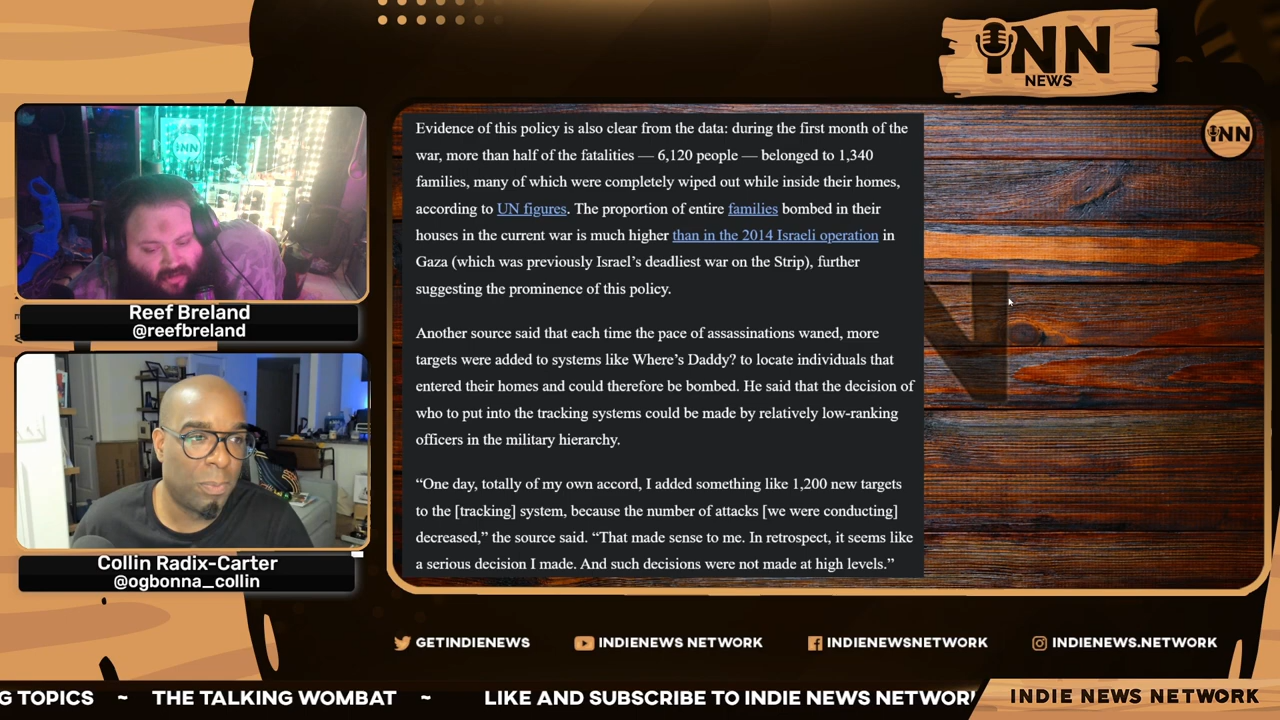 INN
NEWS
INN
Evidence of this policy is also clear from the data: during the first month of the
war, more than half of the fatalities — 6,120 people — belonged to 1,340
families, many of which were completely wiped out while inside their homes,
according to UN figures. The proportion of entire families bombed in their
houses in the current war is much higher than in the 2014 Israeli operation in
Gaza (which was previously Israel’s deadliest war on the Strip), further
suggesting the prominence of this policy.
Another source said that each time the pace of assassinations waned, more
targets were added to systems like Where’s Daddy? to locate individuals that
entered their homes and could therefore be bombed. He said that the decision of
who to put into the tracking systems could be made by relatively low-ranking
officers in the military hierarchy.
“One day, totally of my own accord, I added something like 1,200 new targets
to the [tracking] system, because the number of attacks [we were conducting]
decreased,” the source said. “That made sense to me. In retrospect, it seems like
a serious decision I made. And such decisions were not made at high levels.”
Reef Breland
@reefbreland
Collin Radix-Carter
@ogbonna_collin
GETINDIENEWS
INDIENEWS NETWORK
INDIENEWSNETWORK
INDIENEWS.NETWORK
G TOPICS ~ THE TALKING WOMBAT ~ LIKE AND SUBSCRIBE TO INDIE NEWS NETWOR
INDIE NEWS NETWORK